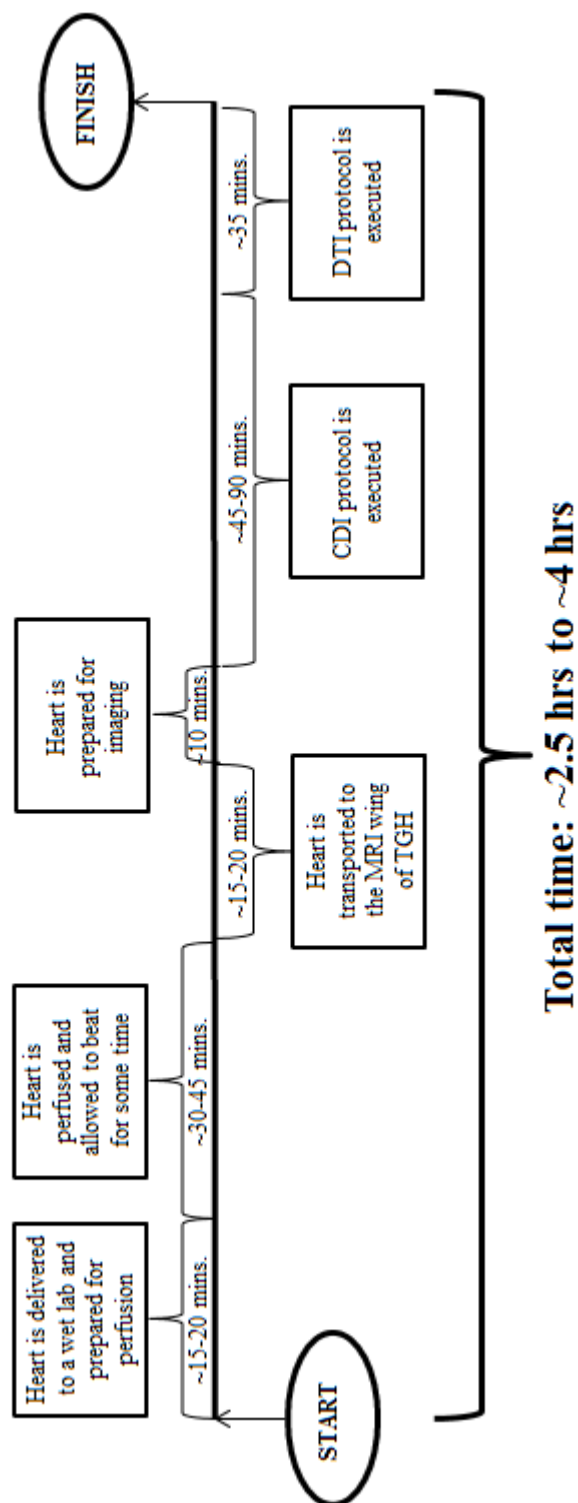 START
Heart is delivered
to a wet lab and
prepared for
perfusion
~15-20 mins.
Heart is
perfused and
allowed to beat
for some time
~30-45 mins.
~15-20 mins.
Heart is
transported to
the MRI wing
of TGH
Heart is
prepared for
imaging
~10 mins.
~45-90 mins.
CDI protocol is
executed
~35 mins.
DTI protocol is
executed
FINISH
Total time: ~2.5 hrs to ~4 hrs